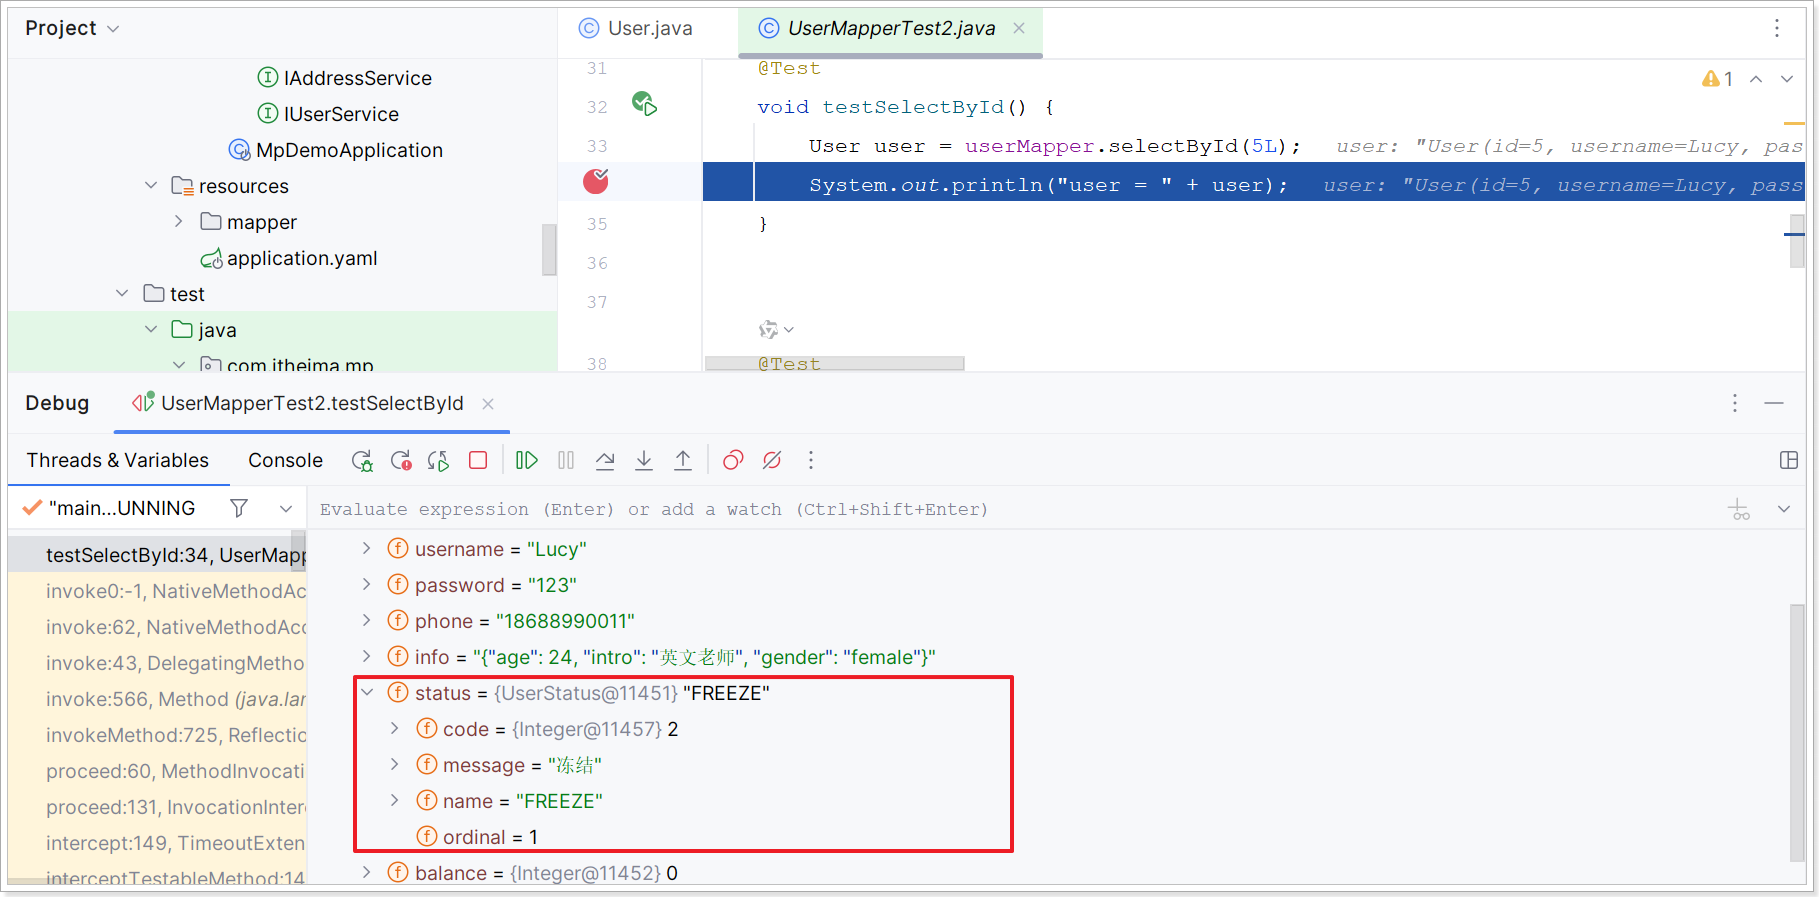 Project
User.java
UserMapperTest2.java
IAddressService
IUserService
MpDemoApplication
resources
mapper
application.yaml
test
java
com.itheima.mp
1
31 @Test
32 void testSelectById() {
33 User user = userMapper.selectById(5L); user: "User(id=5, username=Lucy, pas
System.out.println("user = " + user); user: "User(id=5, username=Lucy, pass
35 }
36
37
38 @Test
Debug
UserMapperTest2.testSelectById
Threads & Variables
Console
"main...UNNING
Evaluate expression (Enter) or add a watch (Ctrl+Shift+Enter)
testSelectById:34, UserMapp
invoke0:-1, NativeMethodAc
invoke:62, NativeMethodAcc
invoke:43, DelegatingMetho
invoke:566, Method (java.lan
invokeMethod:725, Reflectio
proceed:60, MethodInvocati
proceed:131, InvocationInter
intercept:149, TimeoutExten
interceptTestableMethod:14
username = "Lucy"
password = "123"
phone = "18688990011"
info = "{"age": 24, "intro": "英文老师", "gender": "female"}"
status = {UserStatus@11451} "FREEZE"
code = {Integer@11457} 2
message = "冻结"
name = "FREEZE"
ordinal = 1
balance = {Integer@11452} 0